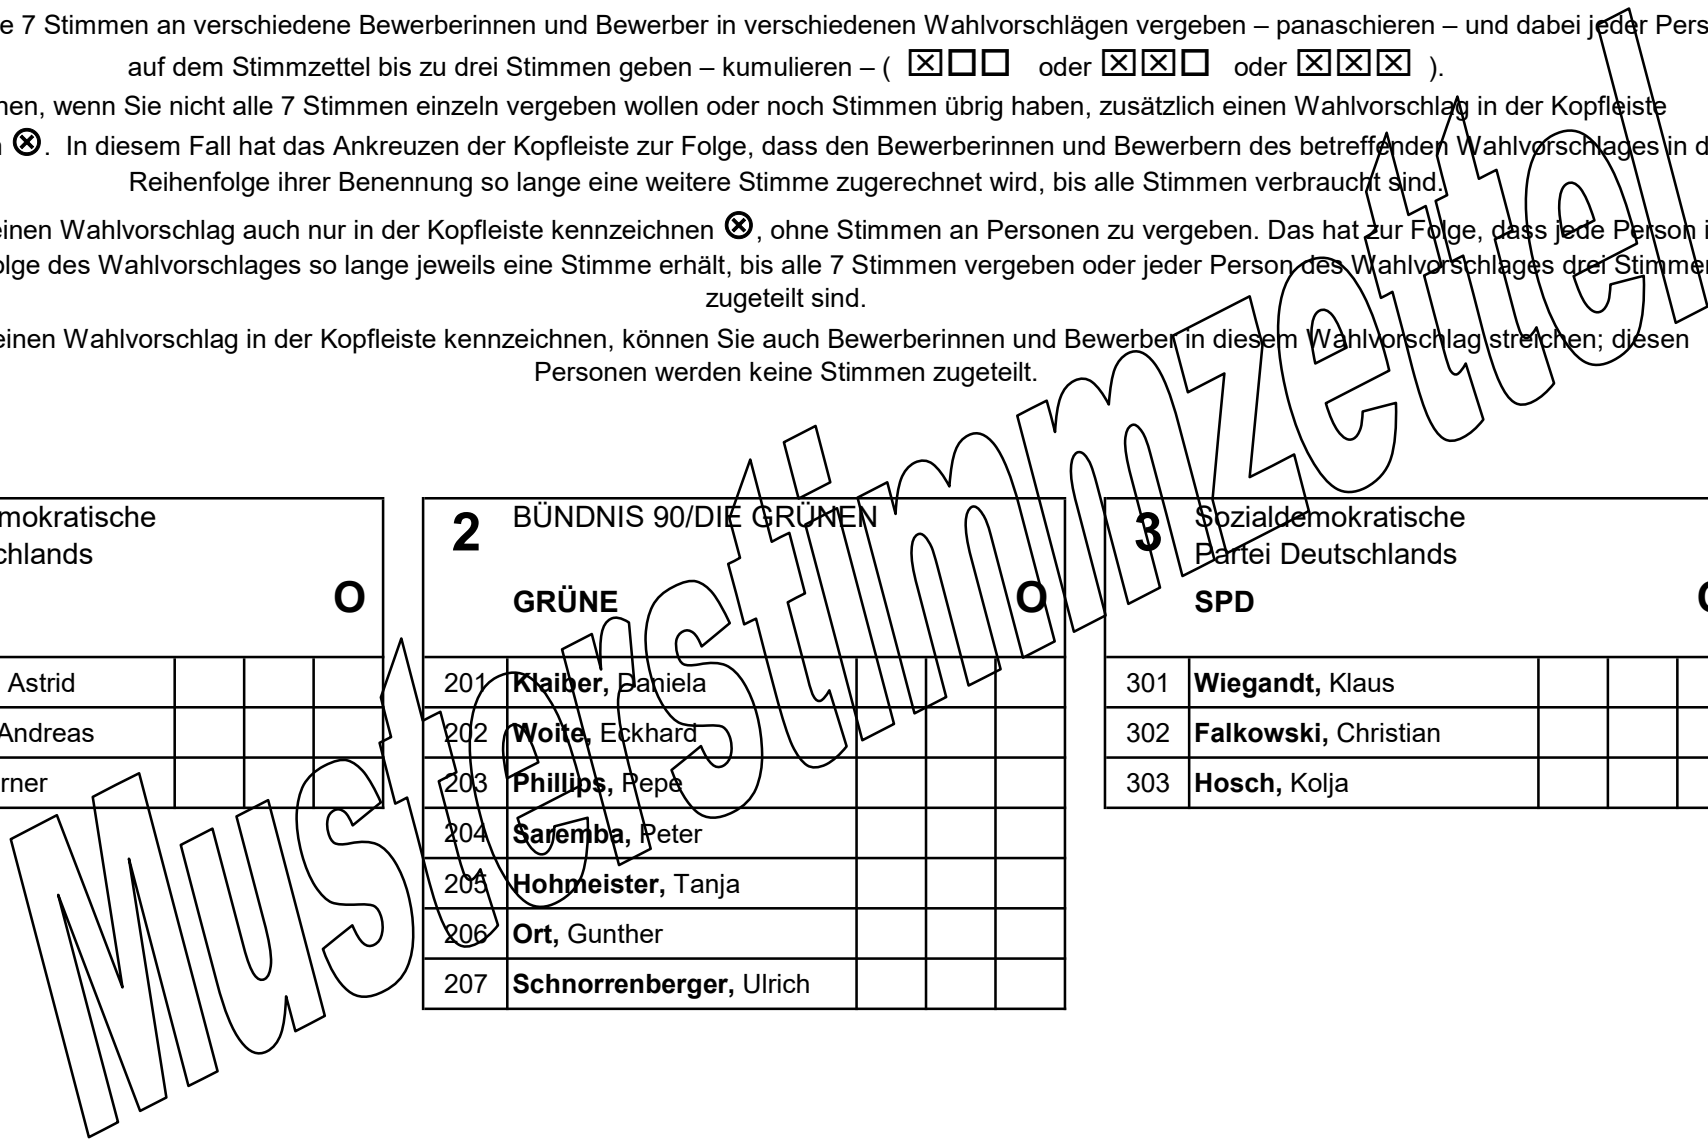 e 7 Stimmen an verschiedene Bewerberinnen und Bewerber in verschiedenen Wahlvorschlägen vergeben – panaschieren – und dabei jeder Pers
auf dem Stimmzettel bis zu drei Stimmen geben – kumulieren – ( ☒☐☐ oder ☒☒☐ oder ☒☒☒ ).
nen, wenn Sie nicht alle 7 Stimmen einzeln vergeben wollen oder noch Stimmen übrig haben, zusätzlich einen Wahlvorschlag in der Kopfleiste
n ⊗. In diesem Fall hat das Ankreuzen der Kopfleiste zur Folge, dass den Bewerberinnen und Bewerbern des betreffenden Wahlvorschlages in d
Reihenfolge ihrer Benennung so lange eine weitere Stimme zugerechnet wird, bis alle Stimmen verbraucht sind.
einen Wahlvorschlag auch nur in der Kopfleiste kennzeichnen ⊗, ohne Stimmen an Personen zu vergeben. Das hat zur Folge, dass jede Person i
olge des Wahlvorschlages so lange jeweils eine Stimme erhält, bis alle 7 Stimmen vergeben oder jeder Person des Wahlvorschlages drei Stimmen
zugeteilt sind.
einen Wahlvorschlag in der Kopfleiste kennzeichnen, können Sie auch Bewerberinnen und Bewerber in diesem Wahlvorschlag streichen; diesen
Personen werden keine Stimmen zugeteilt.
Musterstimmzettel
mokratische
chlands
O
Astrid
Andreas
rner
2 BÜNDNIS 90/DIE GRÜNEN
GRÜNE O
201 Klaiber, Daniela
202 Woite, Eckhard
203 Phillips, Pepe
204 Saremba, Peter
205 Hohmeister, Tanja
206 Ort, Gunther
207 Schnorrenberger, Ulrich
3 Sozialdemokratische
Partei Deutschlands
SPD O
301 Wiegandt, Klaus
302 Falkowski, Christian
303 Hosch, Kolja